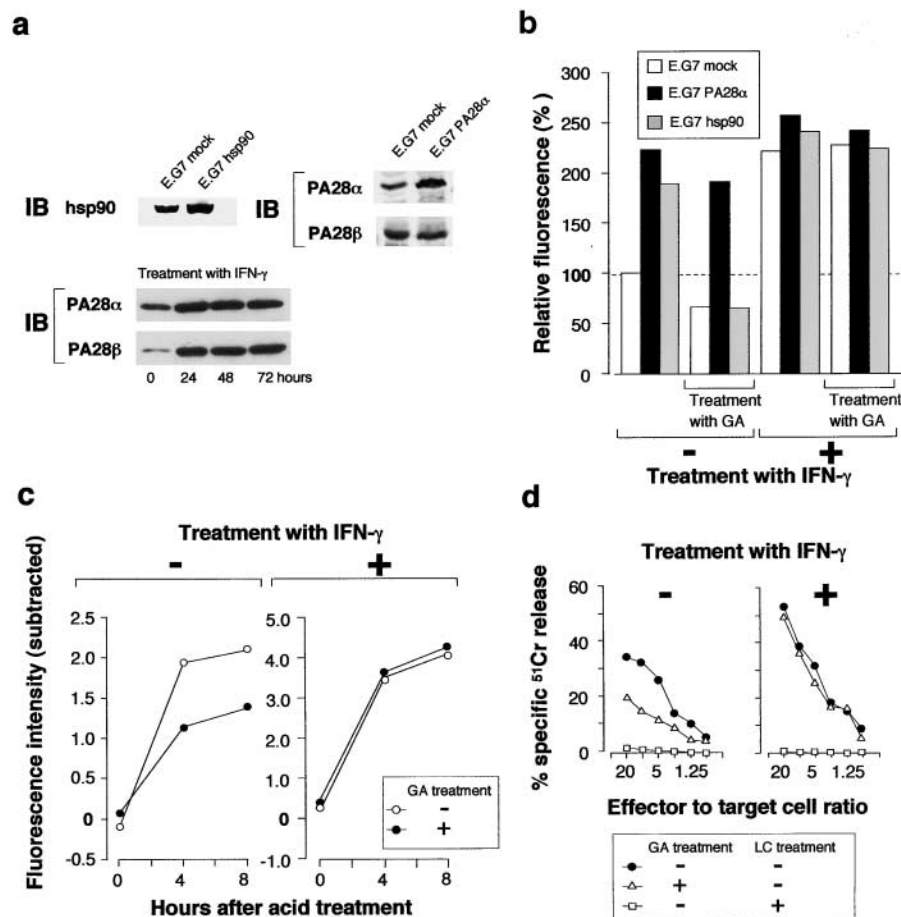 a
E.G7 mock
E.G7 hsp90
IB hsp90
E.G7 mock
E.G7 PA28α
IB
PA28α
PA28β
Treatment with IFN-γ
IB
PA28α
PA28β
0 24 48 72 hours
b
E.G7 mock
E.G7 PA28α
E.G7 hsp90
Relative fluorescence (%)
300
250
200
150
100
50
0
Treatment with GA
Treatment with GA
- +
Treatment with IFN-γ
c
Treatment with IFN-γ
- +
Fluorescence intensity (subtracted)
2.5
2.0
1.5
1.0
0.5
0
-0.5
5.0
4.0
3.0
2.0
1.0
0
-1.0
GA treatment
-
+
0 4 8
0 4 8
Hours after acid treatment
d
Treatment with IFN-γ
- +
% specific ⁵¹Cr release
60
40
20
0
20 5 1.25
20 5 1.25
Effector to target cell ratio
GA treatment LC treatment
- -
+ -
- +